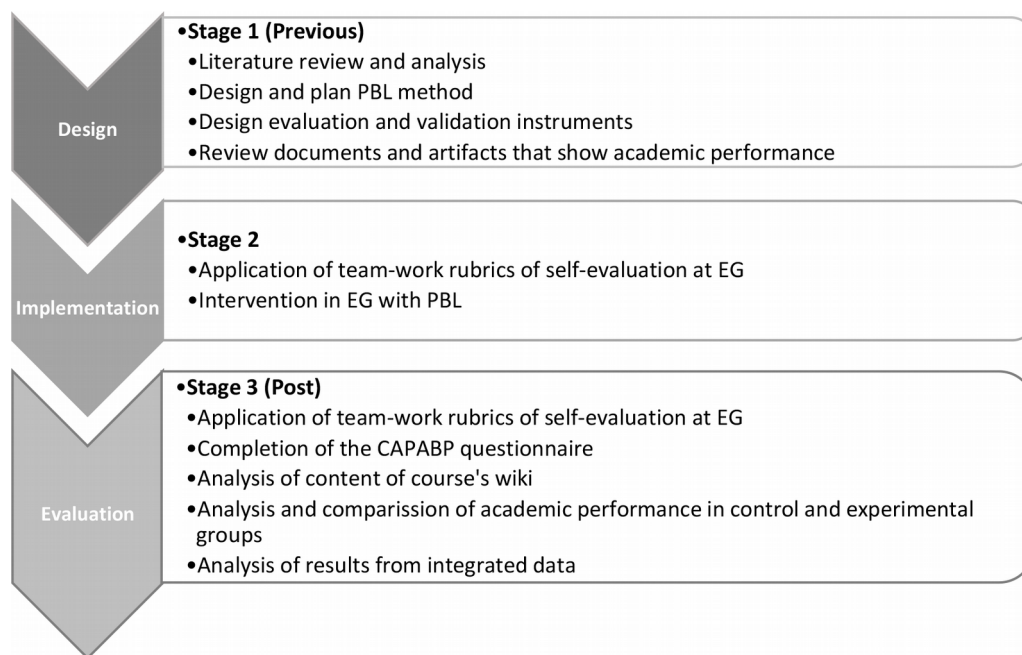 Design
•Stage 1 (Previous)
•Literature review and analysis
•Design and plan PBL method
•Design evaluation and validation instruments
•Review documents and artifacts that show academic performance
Implementation
•Stage 2
•Application of team-work rubrics of self-evaluation at EG
•Intervention in EG with PBL
Evaluation
•Stage 3 (Post)
•Application of team-work rubrics of self-evaluation at EG
•Completion of the CAPABP questionnaire
•Analysis of content of course's wiki
•Analysis and comparission of academic performance in control and experimental
groups
•Analysis of results from integrated data